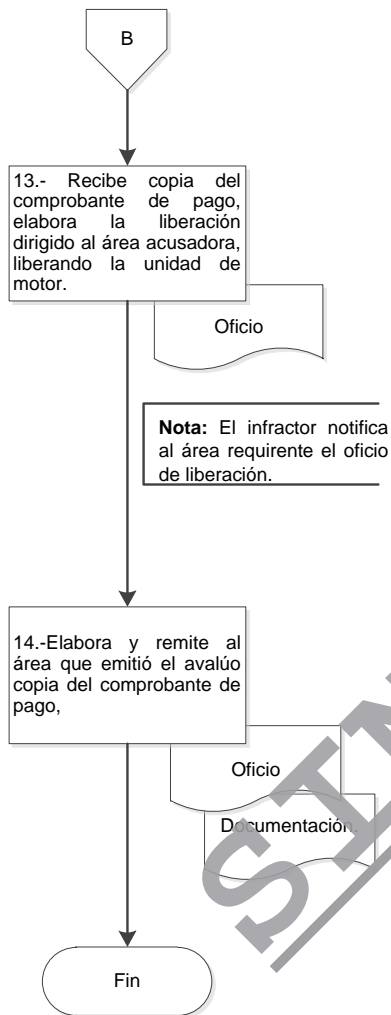 B
13.- Recibe copia del
comprobante de pago,
elabora la liberación
dirigido al área acusadora,
liberando la unidad de
motor.
Oficio
Nota: El infractor notifica
al área requirente el oficio
de liberación.
14.-Elabora y remite al
área que emitió el avalúo
copia del comprobante de
pago,
Oficio
Documentación.
SIN
Fin